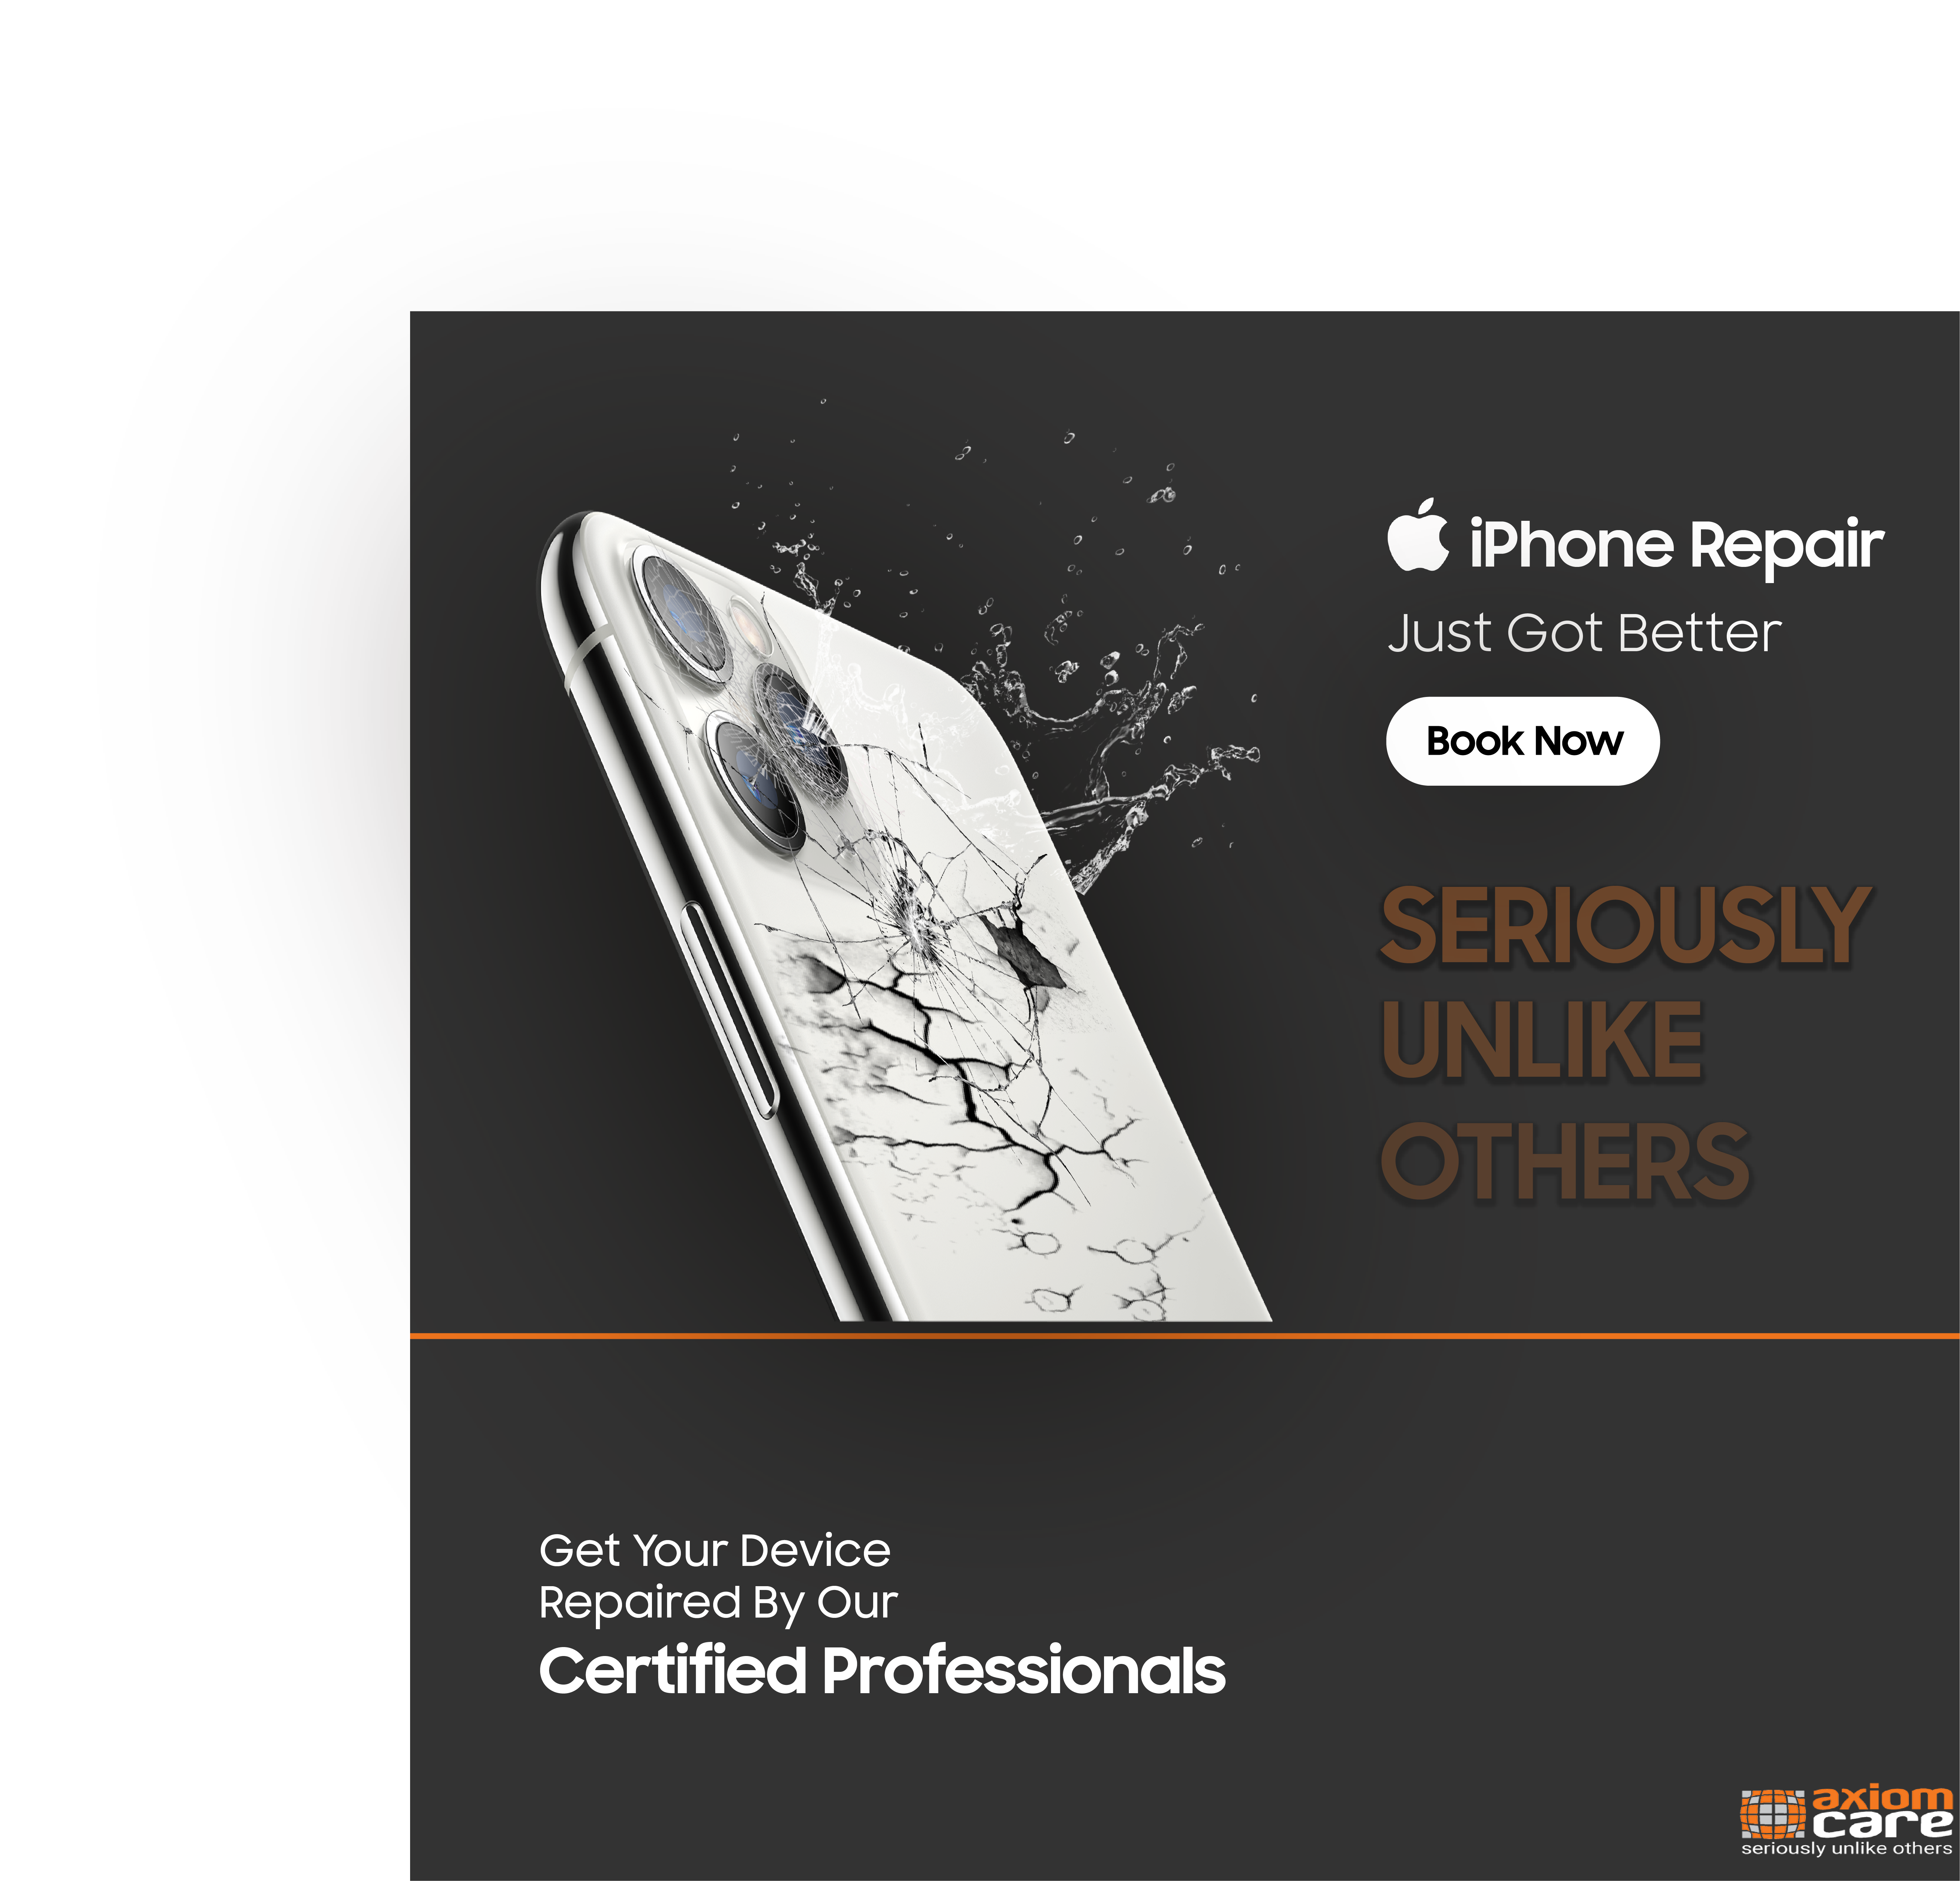 iPhone Repair
Just Got Better
Book Now
SERIOUSLY
UNLIKE
OTHERS
Get Your Device
Repaired By Our
Certified Professionals
axiom
care
seriously unlike others